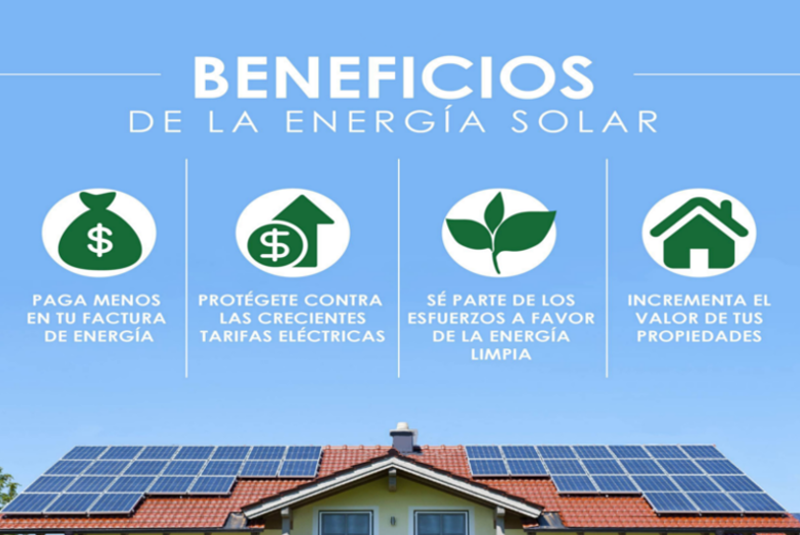 BENEFICIOS
DE LA ENERGÍA SOLAR
$
PAGA MENOS
EN TU FACTURA
DE ENERGÍA
$
PROTÉGETE CONTRA
LAS CRECIENTES
TARIFAS ELÉCTRICAS
SÉ PARTE DE LOS
ESFUERZOS A FAVOR
DE LA ENERGÍA
LIMPIA
INCREMENTA EL
VALOR DE TUS
PROPIEDADES